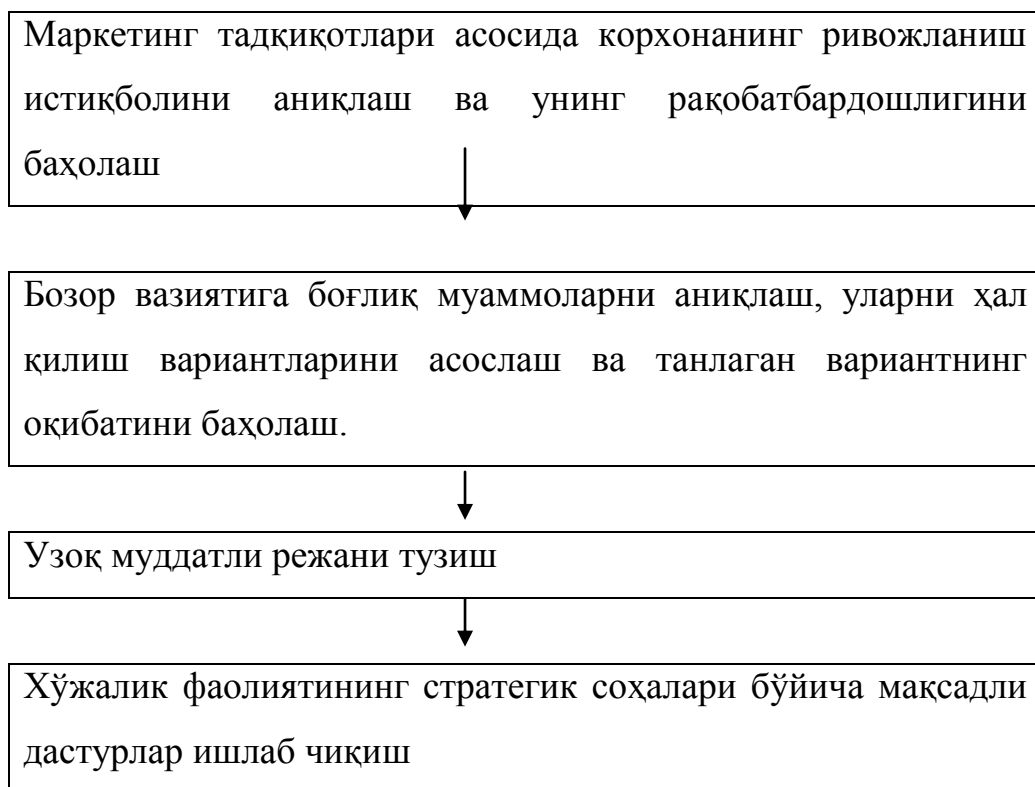 Маркетинг тадқиқотлари асосида корхонанинг ривожланиш
истиқболини аниқлаш ва унинг рақобатбардошлигини
баҳолаш
Бозор вазиятига боғлиқ муаммоларни аниқлаш, уларни ҳал
қилиш вариантларини асослаш ва танлаган вариантнинг
оқибатини баҳолаш.
Узоқ муддатли режани тузиш
Хўжалик фаолиятининг стратегик соҳалари бўйича мақсадли
дастурлар ишлаб чиқиш